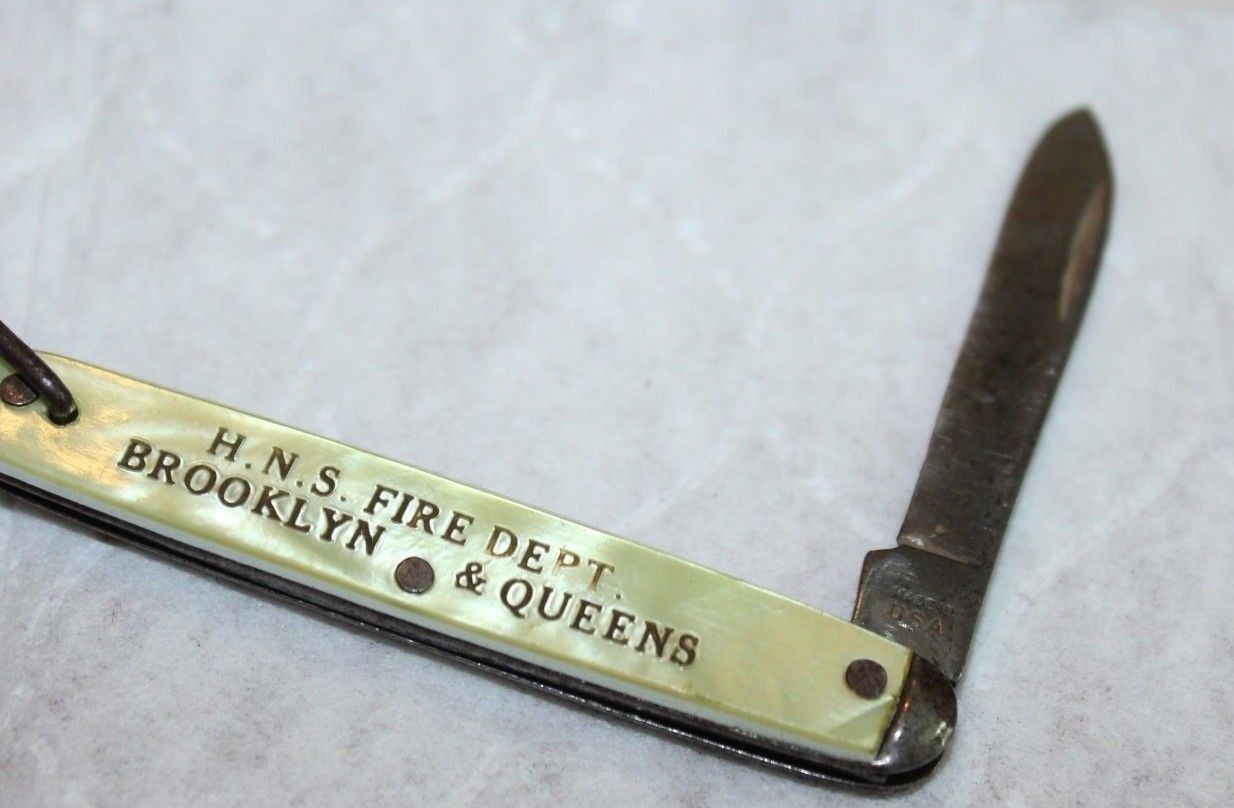 H.N.S. FIRE DEPT.
BROOKLYN & QUEENS
MADE IN
U.S.A.